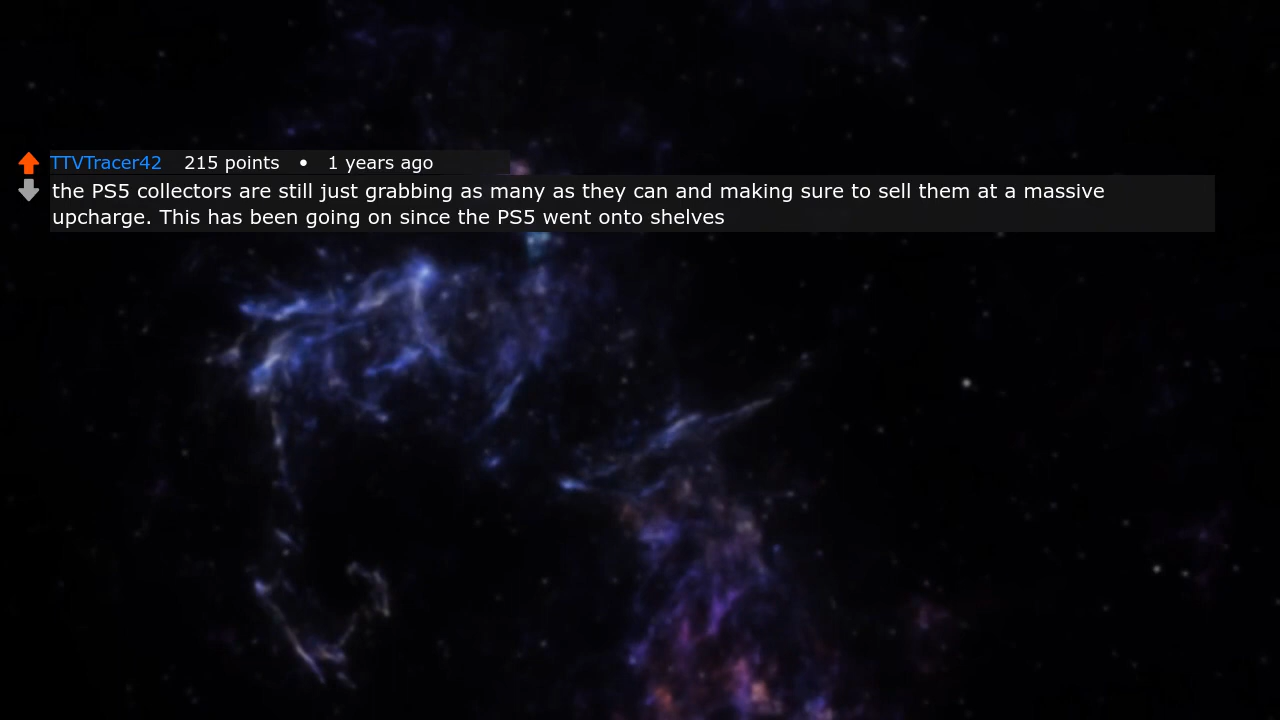 TTVTracer42 215 points • 1 years ago
the PS5 collectors are still just grabbing as many as they can and making sure to sell them at a massive
upcharge. This has been going on since the PS5 went onto shelves